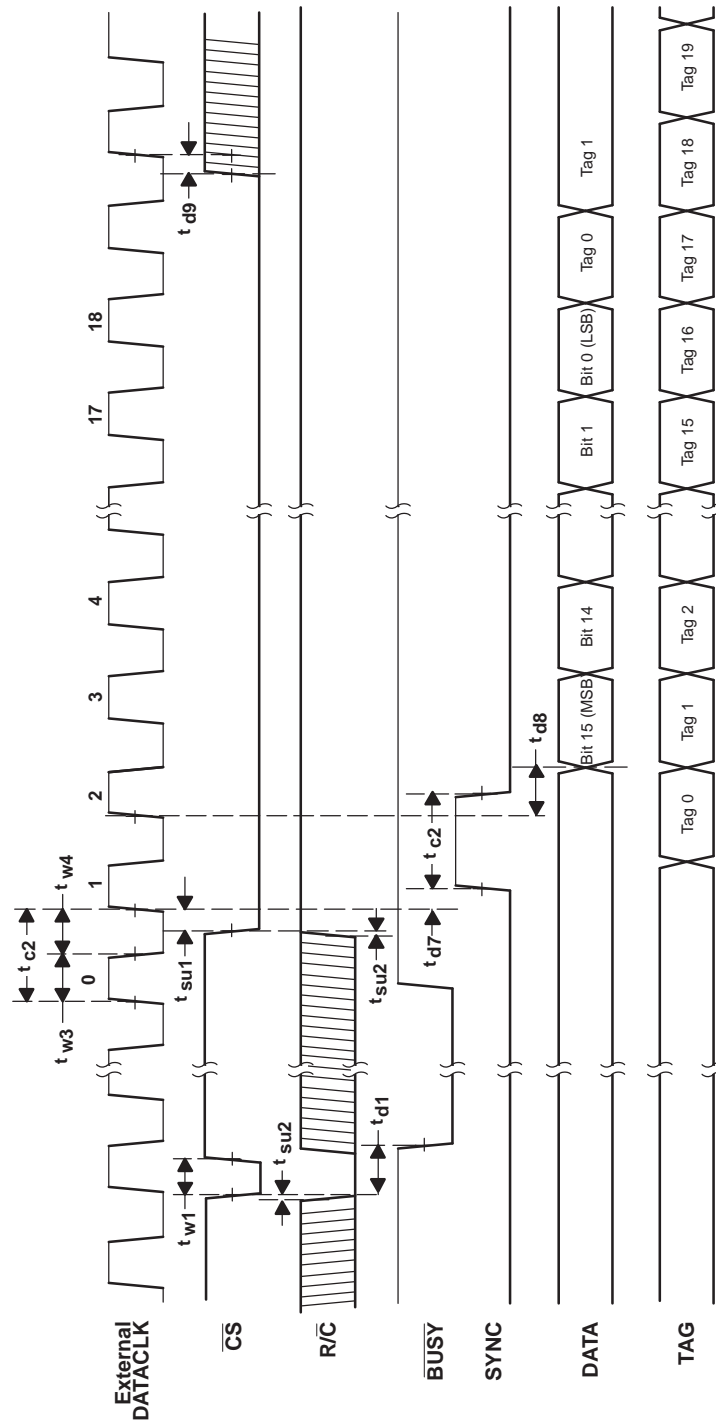 External
DATACLK
0
1
2
3
4
17
18
t c2
t w3
t w4
CS
t w1
t su1
t d9
R/C
t su2
t su2
BUSY
t d1
t d7
t c2
SYNC
t d8
DATA
Bit 15 (MSB)
Bit 14
Bit 1
Bit 0 (LSB)
Tag 0
Tag 1
TAG
Tag 0
Tag 1
Tag 2
Tag 15
Tag 16
Tag 17
Tag 18
Tag 19